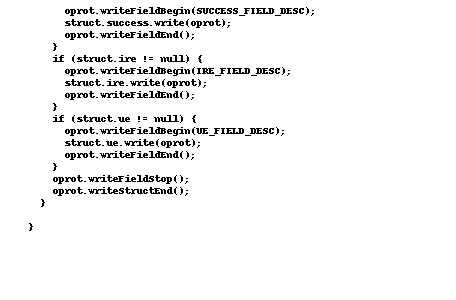 oprot.writeFieldBegin(SUCCESS_FIELD_DESC);
struct.success.write(oprot);
oprot.writeFieldEnd();
}
if (struct.ire != null) {
oprot.writeFieldBegin(IRE_FIELD_DESC);
struct.ire.write(oprot);
oprot.writeFieldEnd();
}
if (struct.ue != null) {
oprot.writeFieldBegin(UE_FIELD_DESC);
struct.ue.write(oprot);
oprot.writeFieldEnd();
}
oprot.writeFieldStop();
oprot.writeStructEnd();
}
}